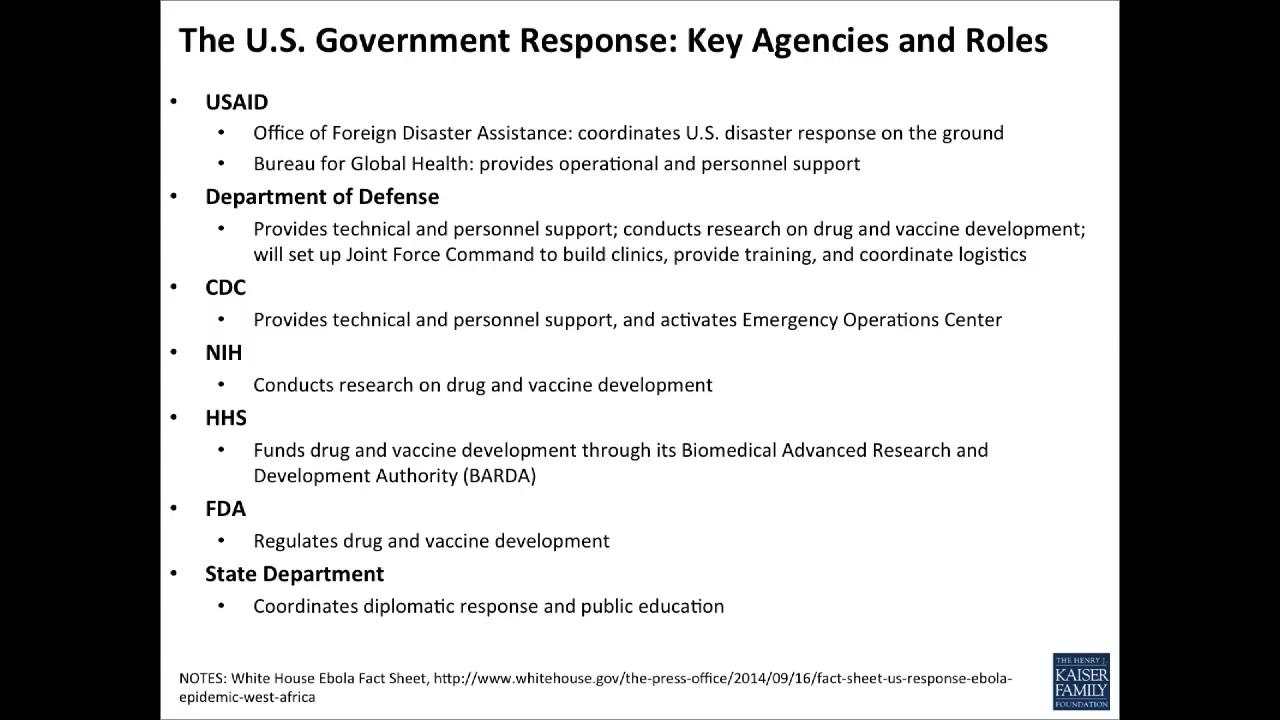 The U.S. Government Response: Key Agencies and Roles
• USAID
• Office of Foreign Disaster Assistance: coordinates U.S. disaster response on the ground
• Bureau for Global Health: provides operational and personnel support
• Department of Defense
• Provides technical and personnel support; conducts research on drug and vaccine development;
will set up Joint Force Command to build clinics, provide training, and coordinate logistics
• CDC
• Provides technical and personnel support, and activates Emergency Operations Center
• NIH
• Conducts research on drug and vaccine development
• HHS
• Funds drug and vaccine development through its Biomedical Advanced Research and
Development Authority (BARDA)
• FDA
• Regulates drug and vaccine development
• State Department
• Coordinates diplomatic response and public education
NOTES: White House Ebola Fact Sheet, http://www.whitehouse.gov/the-press-office/2014/09/16/fact-sheet-us-response-ebola-
epidemic-west-africa
THE HENRY J.
KAISER
FAMILY
FOUNDATION